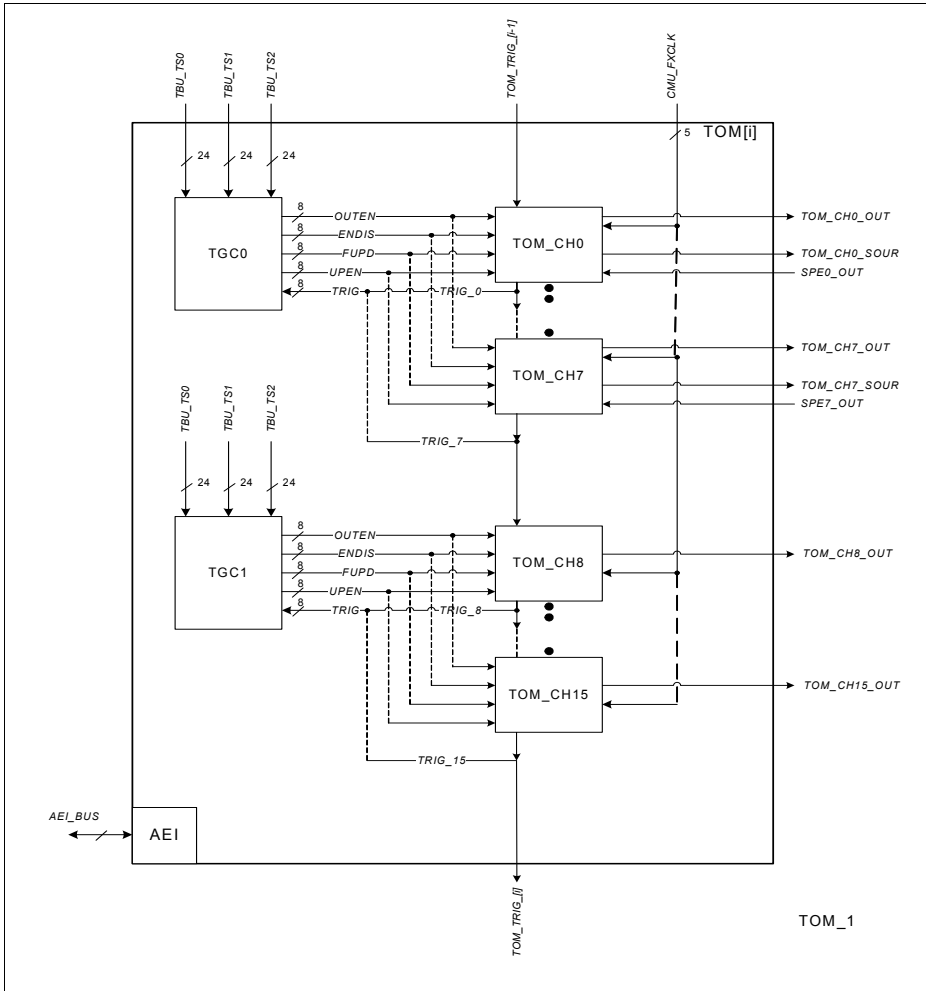 TBU_TS0
TBU_TS1
TBU_TS2
TOM_TRIG_[i-1]
CMU_FXCLK
5
TOM[i]
24
24
24
TGC0
8
OUTEN
8
ENDIS
8
FUPD
8
UPEN
8
TRIG
TRIG_0
TOM_CH0
TOM_CH0_OUT
TOM_CH0_SOUR
SPE0_OUT
TOM_CH7
TOM_CH7_OUT
TOM_CH7_SOUR
SPE7_OUT
TRIG_7
TBU_TS0
TBU_TS1
TBU_TS2
24
24
24
TGC1
8
OUTEN
8
ENDIS
8
FUPD
8
UPEN
8
TRIG
TRIG_8
TOM_CH8
TOM_CH8_OUT
TOM_CH15
TOM_CH15_OUT
TRIG_15
AEI_BUS
AEI
TOM_TRIG_[i]
TOM_1